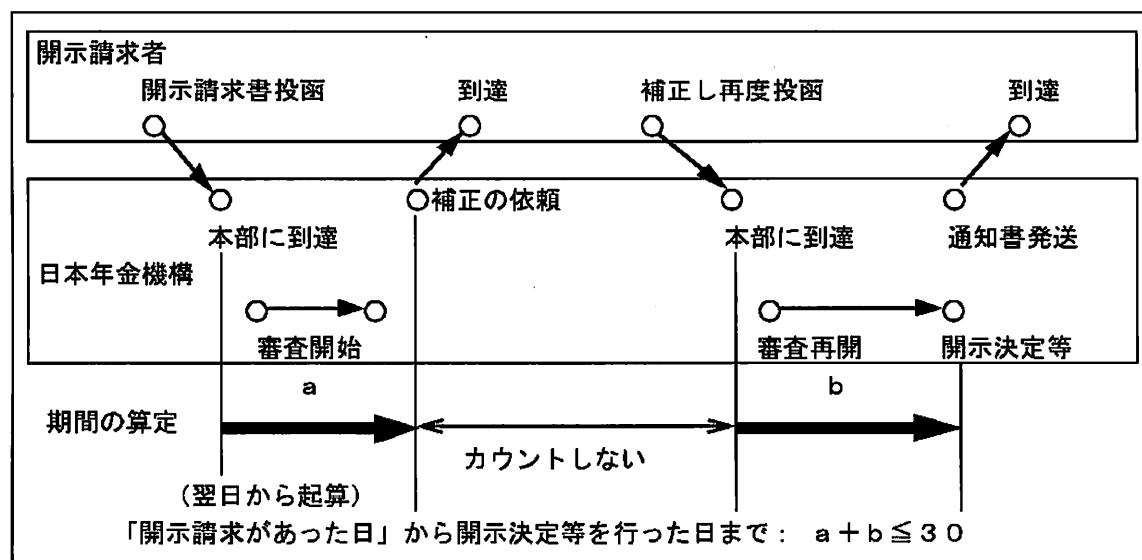 開示請求者
開示請求書投函 到達 補正し再度投函 到達
補正の依頼
本部に到達 本部に到達 通知書発送
日本年金機構
審査開始 審査再開 開示決定等
a b
期間の算定
カウントしない
(翌日から起算)
「開示請求があった日」から開示決定等を行った日まで: a+b≦30